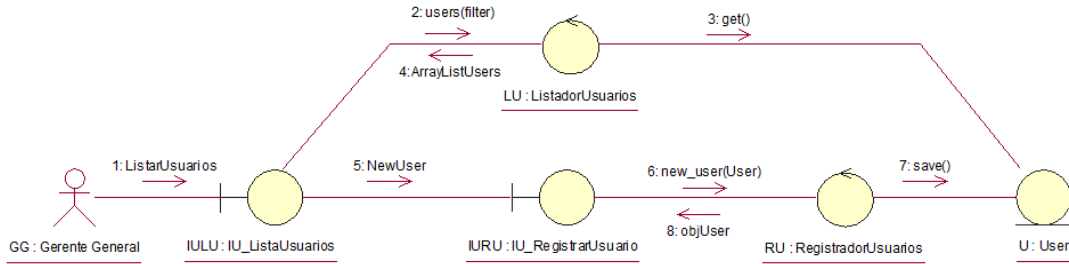 2: users(filter)
3: get()
4:ArrayListUsers
LU : ListadorUsuarios
1: ListarUsuarios
5: NewUser
6: new_user(User)
7: save()
8: objUser
GG : Gerente General
IULU : IU_ListaUsuarios
IURU : IU_RegistrarUsuario
RU : RegistradorUsuarios
U : User